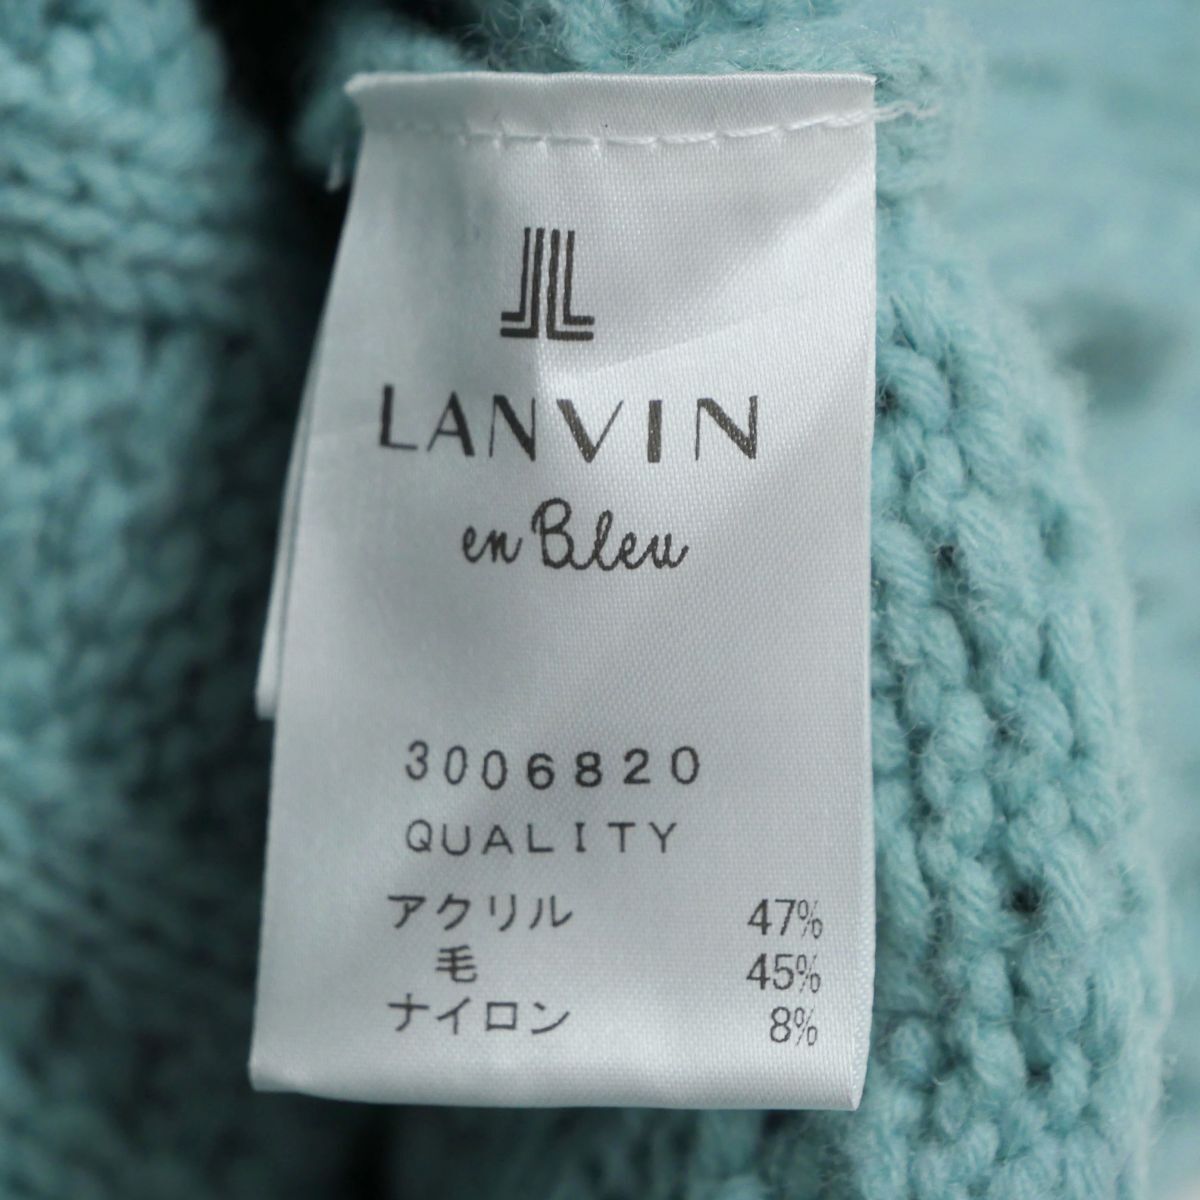 LANVIN
en Bleu
3006820
QUALITY
アクリル 47%
毛 45%
ナイロン 8%